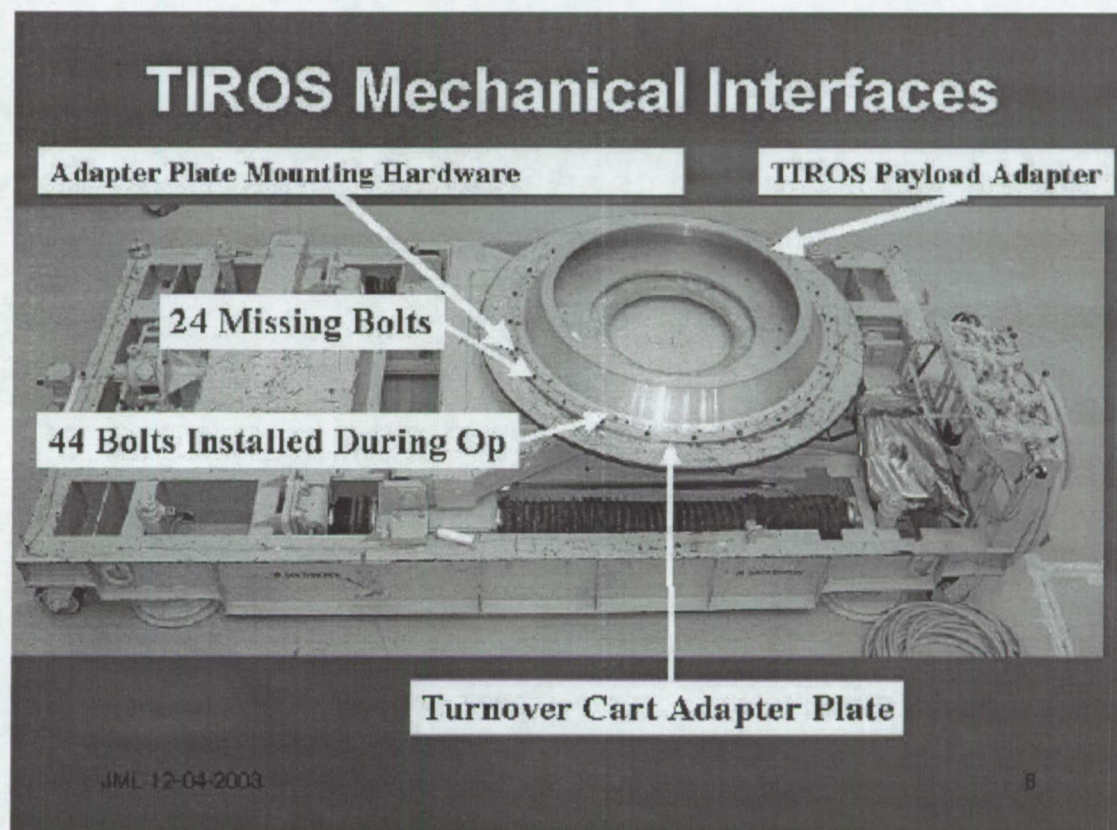 TIROS Mechanical Interfaces
Adapter Plate Mounting Hardware
TIROS Payload Adapter
24 Missing Bolts
44 Bolts Installed During Op
Turnover Cart Adapter Plate
JML 12-04-2003
8